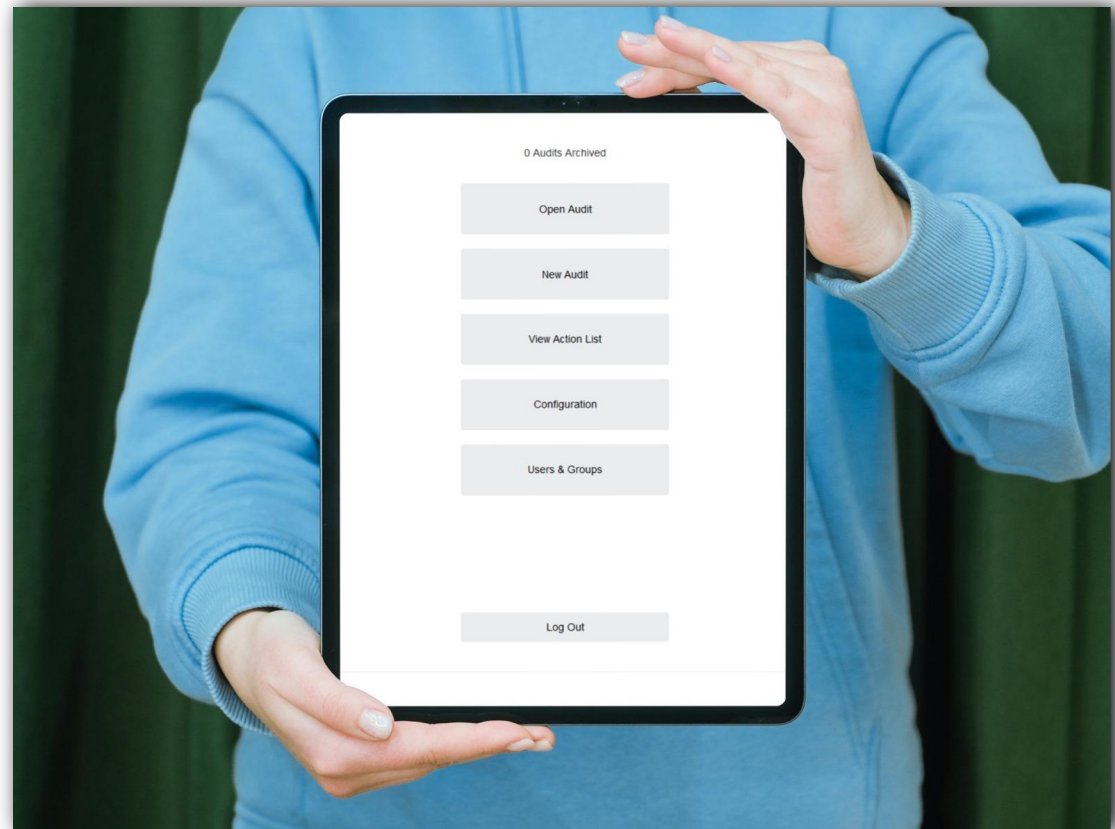 0 Audits Archived
Open Audit
New Audit
View Action List
Configuration
Users & Groups
Log Out